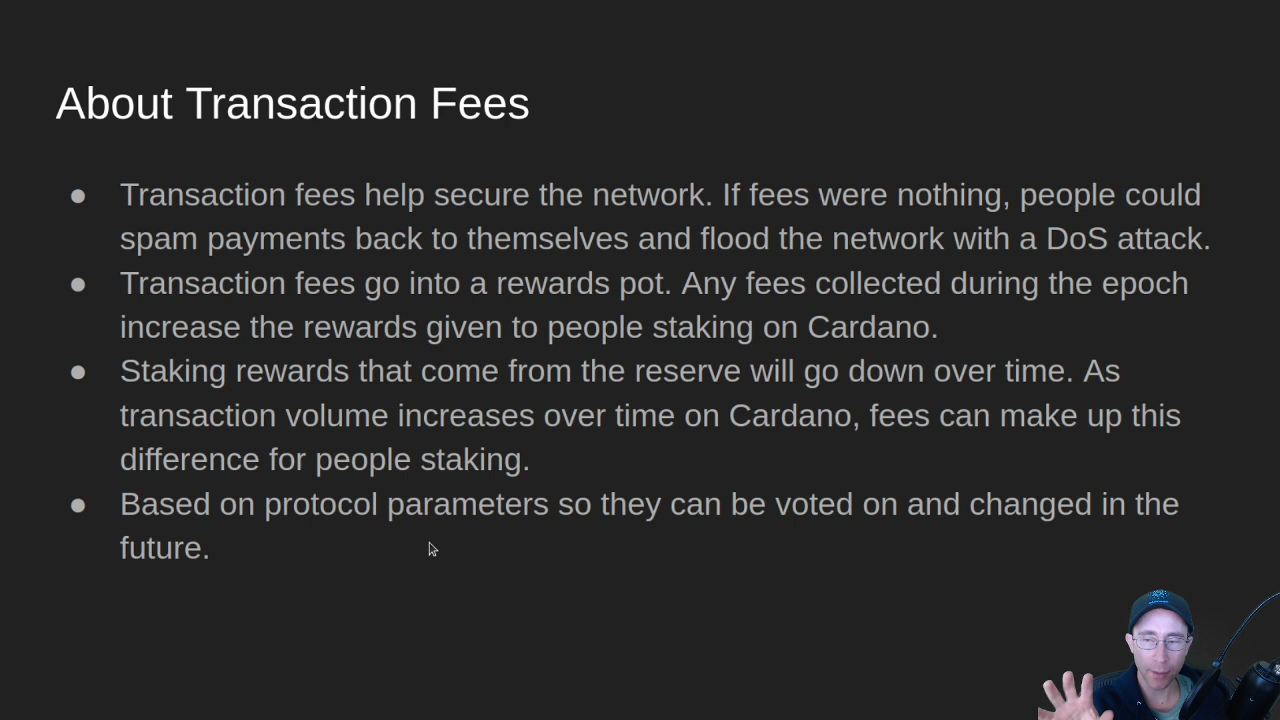 About Transaction Fees
● Transaction fees help secure the network. If fees were nothing, people could
spam payments back to themselves and flood the network with a DoS attack.
● Transaction fees go into a rewards pot. Any fees collected during the epoch
increase the rewards given to people staking on Cardano.
● Staking rewards that come from the reserve will go down over time. As
transaction volume increases over time on Cardano, fees can make up this
difference for people staking.
● Based on protocol parameters so they can be voted on and changed in the
future.